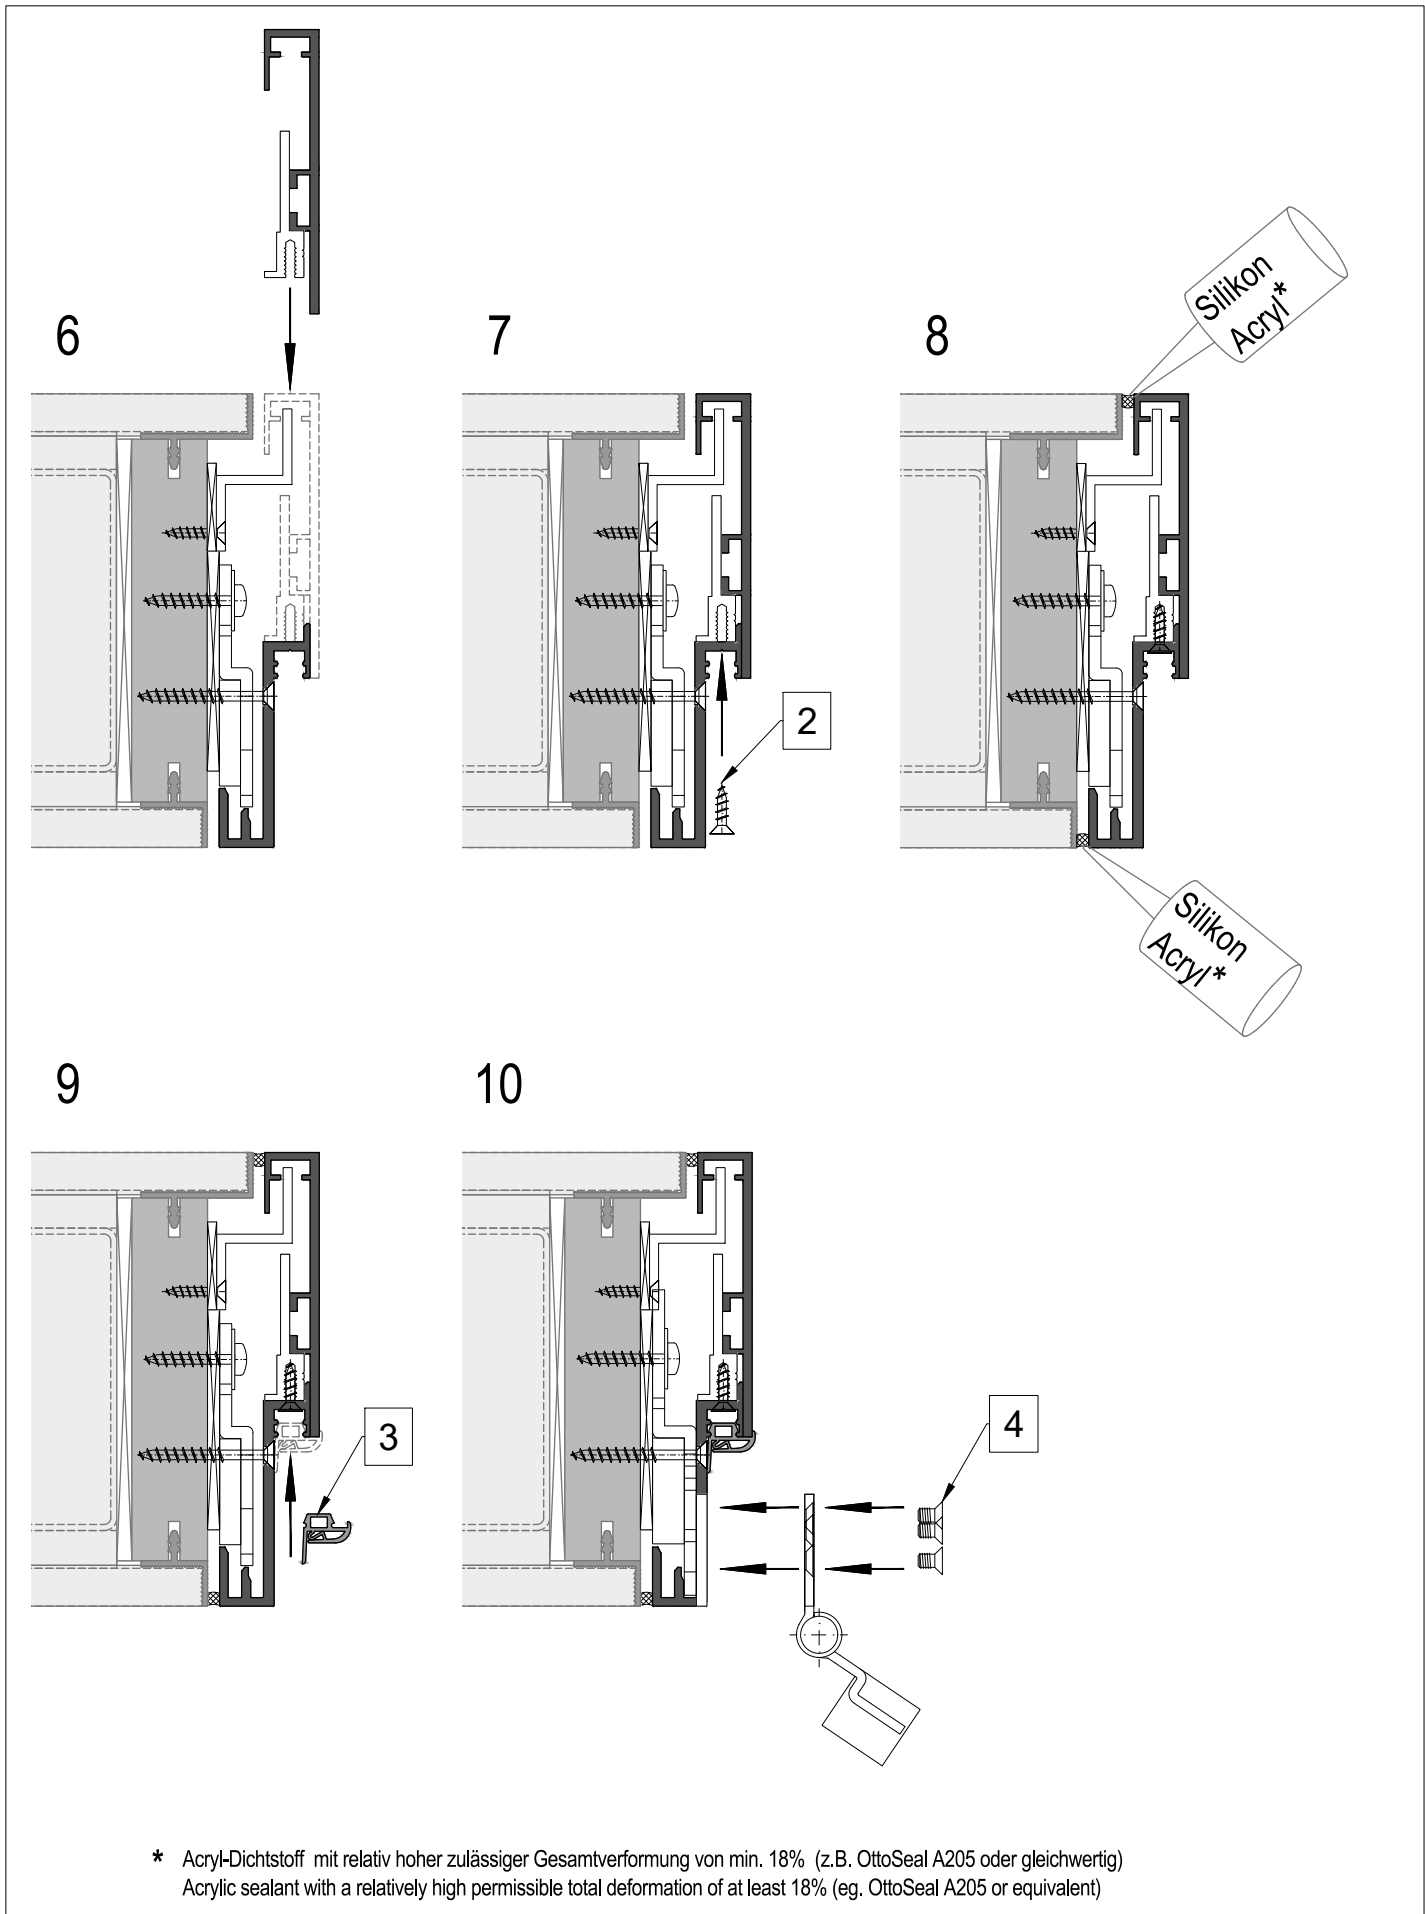 6
7
8
Silikon
Acryl*
2
Silikon
Acryl*
9
10
3
4
* Acryl-Dichtstoff mit relativ hoher zulässiger Gesamtverformung von min. 18% (z.B. OttoSeal A205 oder gleichwertig)
Acrylic sealant with a relatively high permissible total deformation of at least 18% (eg. OttoSeal A205 or equivalent)